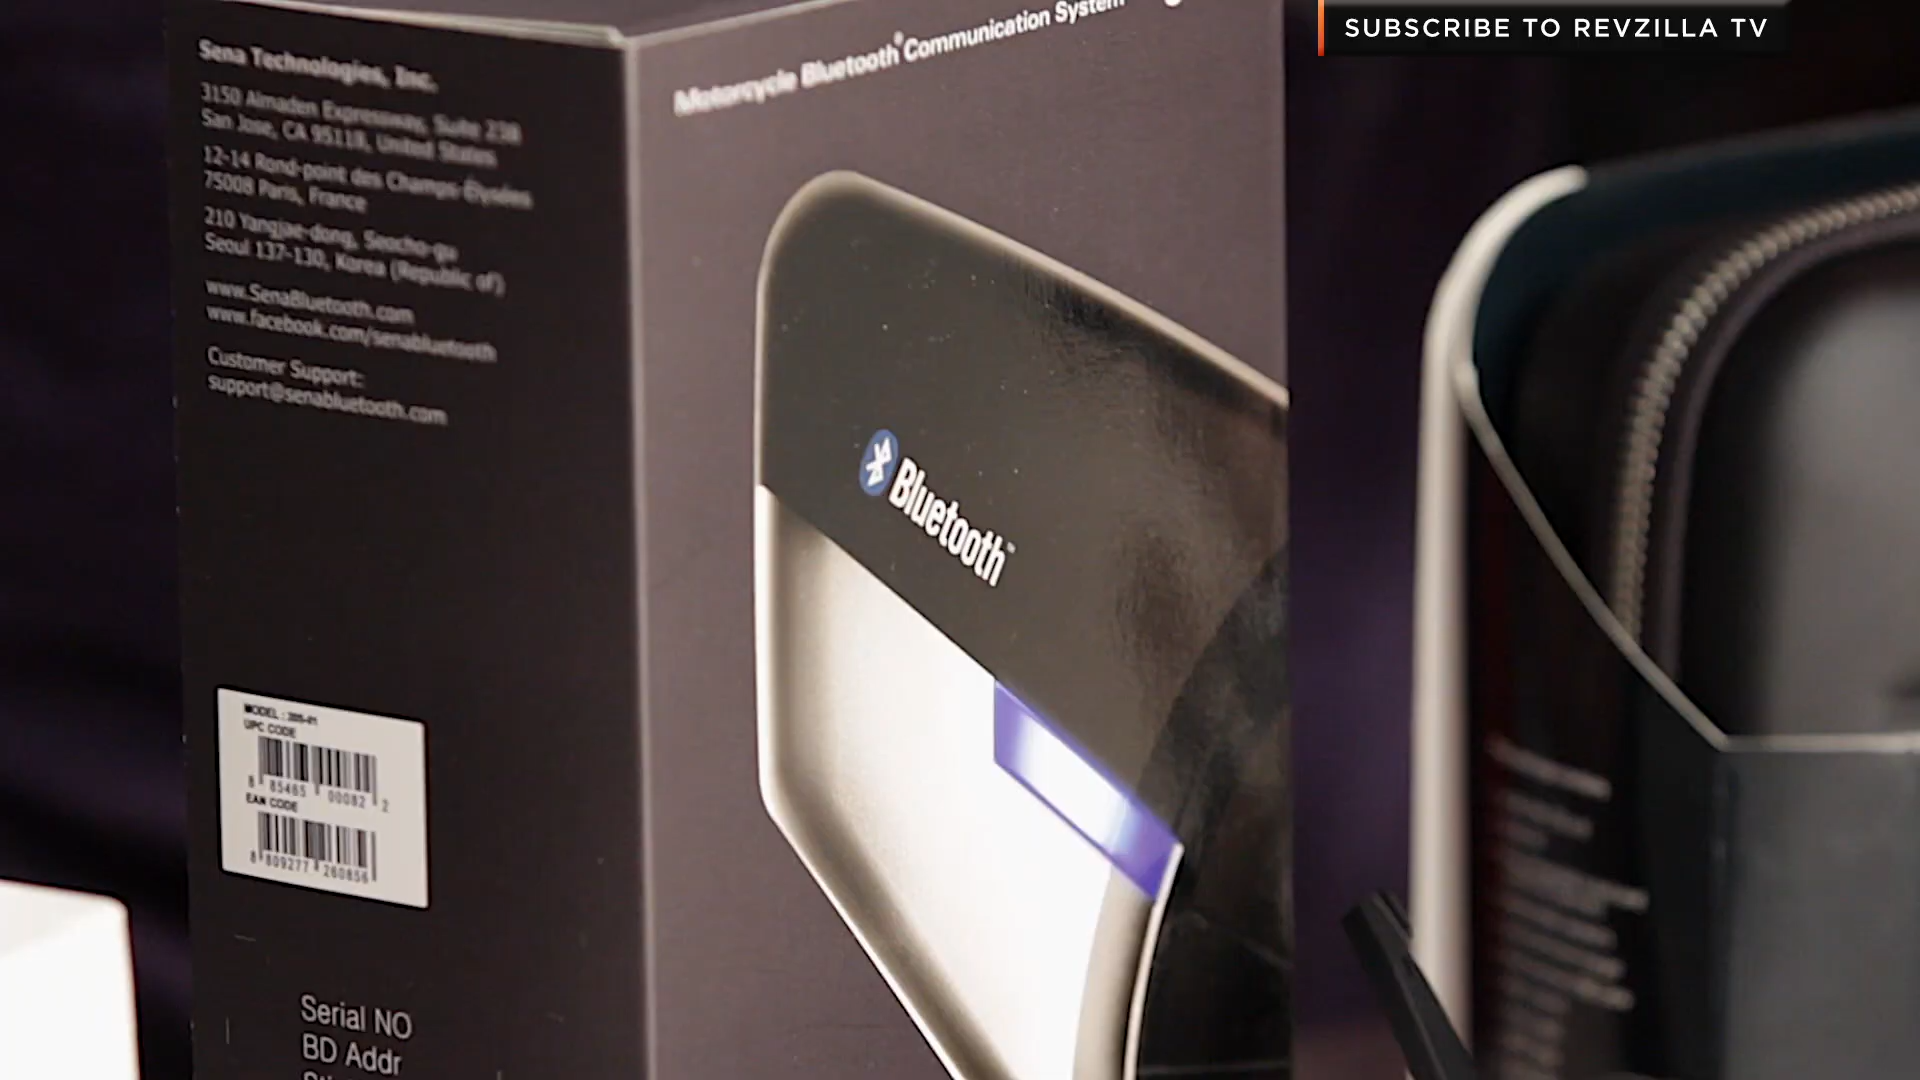 SUBSCRIBE TO REVZILLA TV
Sena Technologies, Inc.
3150 Almaden Expressway, Suite 238
San Jose, CA 95118, United States
12-14 Rond-point des Champs-Élysées
75008 Paris, France
210 Yangjae-dong, Seocho-gu
Seoul 137-130, Korea (Republic of)
www.SenaBluetooth.com
www.facebook.com/senabluetooth
Customer Support:
support@senabluetooth.com
MODEL :
UPC CODE
8 85465 00082 2
EAN CODE
8 809277 260856
Serial NO
BD Addr
Motorcycle Bluetooth® Communication System
Bluetooth™